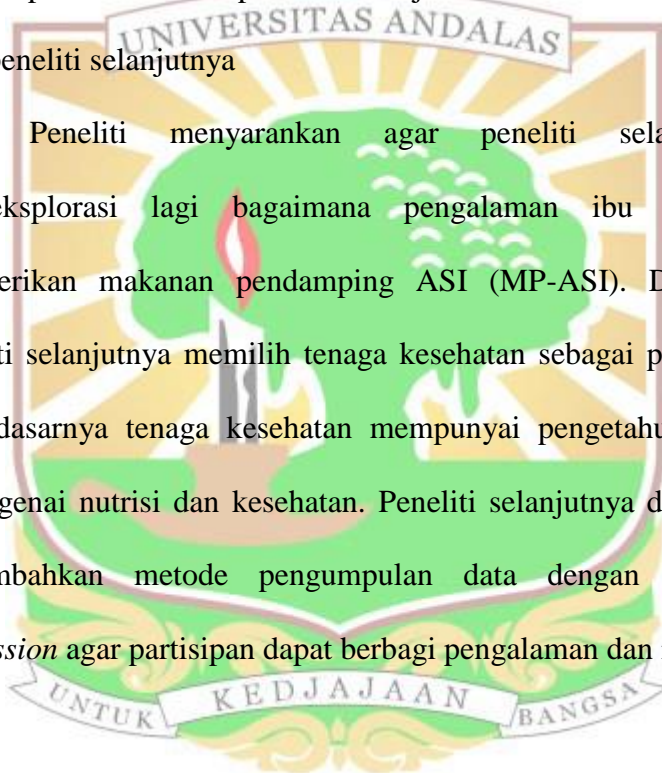 UNIVERSITAS ANDALAS
peneliti selanjutnya
Peneliti menyarankan agar peneliti sela
eksplorasi lagi bagaimana pengalaman ibu
erikan makanan pendamping ASI (MP-ASI). D
ti selanjutnya memilih tenaga kesehatan sebagai p
dasarnya tenaga kesehatan mempunyai pengetahu
genai nutrisi dan kesehatan. Peneliti selanjutnya d
mbahkan metode pengumpulan data dengan
ssion agar partisipan dapat berbagi pengalaman dan
UNTUK KEDJAJAAN BANGSA